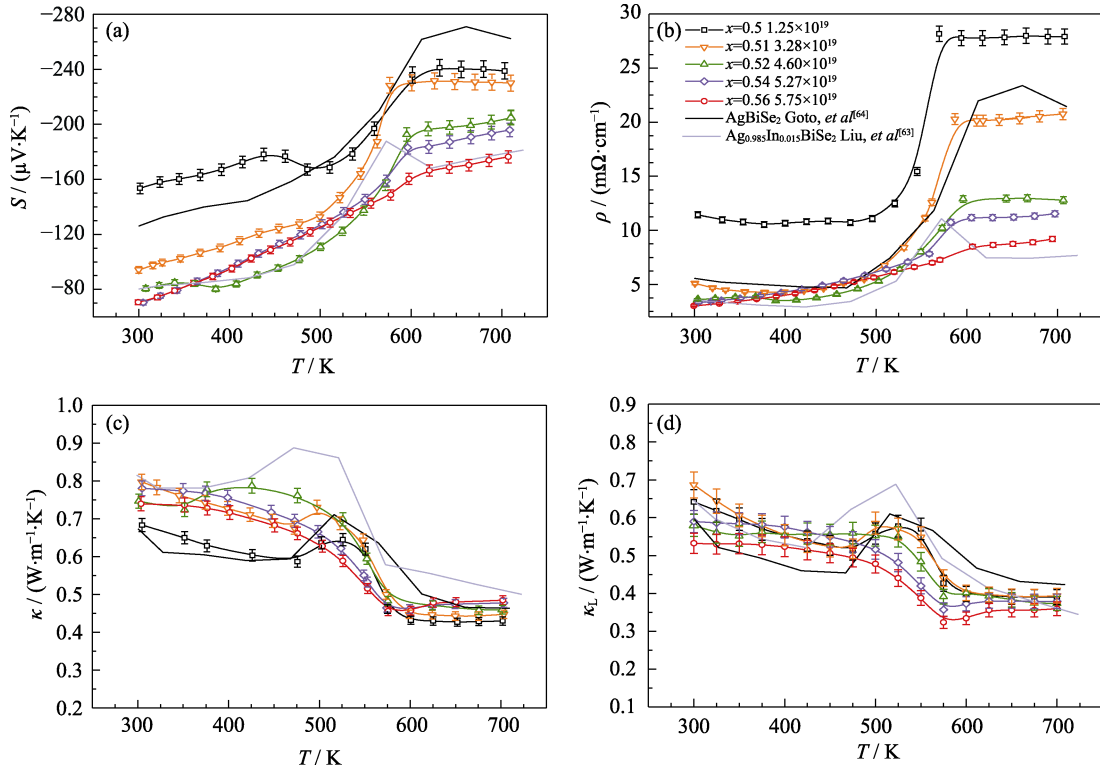 (a)
−280
−240
−200
−160
−120
−80
S / (μV·K⁻¹)
300 400 500 600 700
T / K
(b)
30
25
20
15
10
5
ρ / (mΩ·cm⁻¹)
x=0.5 1.25×10¹⁹
x=0.51 3.28×10¹⁹
x=0.52 4.60×10¹⁹
x=0.54 5.27×10¹⁹
x=0.56 5.75×10¹⁹
AgBiSe₂ Goto, et al[64]
Ag₀.₉₈₅In₀.₀₁₅BiSe₂ Liu, et al[63]
300 400 500 600 700
T / K
(c)
1.0
0.9
0.8
0.7
0.6
0.5
0.4
0.3
0.2
κ / (W·m⁻¹·K⁻¹)
300 400 500 600 700
T / K
(d)
0.9
0.8
0.7
0.6
0.5
0.4
0.3
0.2
0.1
κL / (W·m⁻¹·K⁻¹)
300 400 500 600 700
T / K